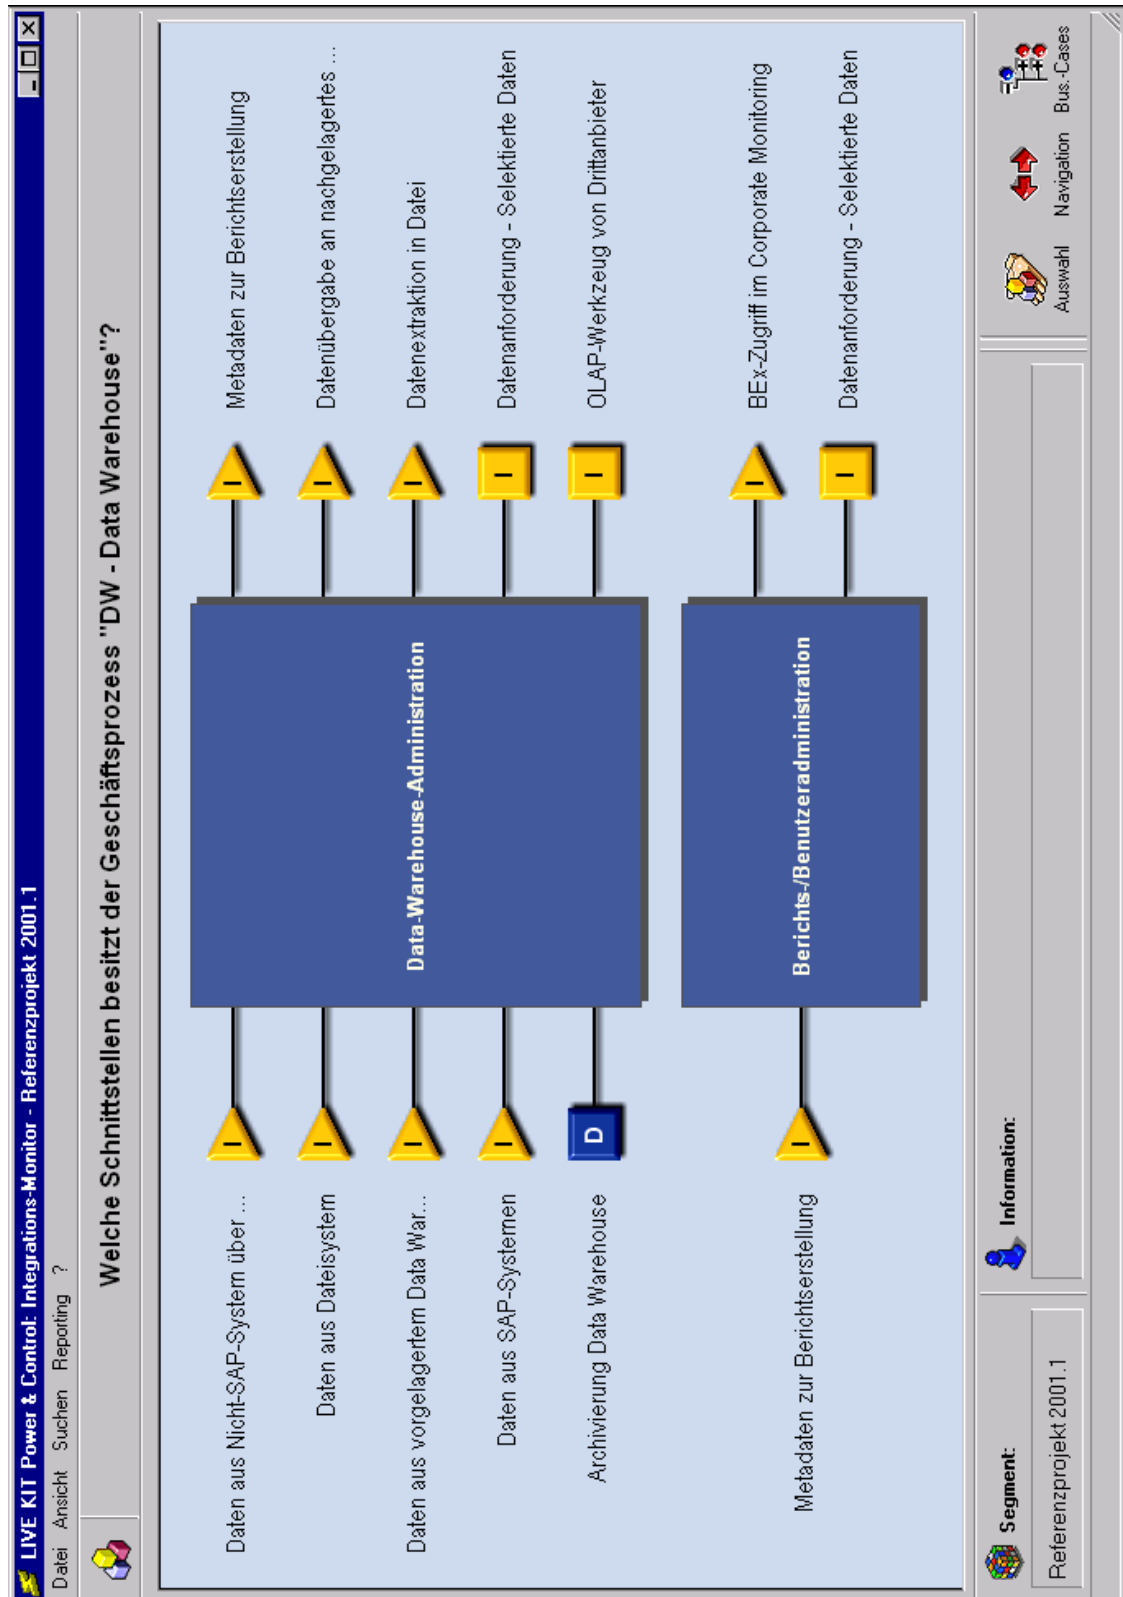 LIVE KIT Power & Control: Integrations-Monitor - Referenzprojekt 2001.1
Datei Ansicht Suchen Reporting ?
Welche Schnittstellen besitzt der Geschäftsprozess "DW - Data Warehouse"?
Daten aus Nicht-SAP-System über ...
I
I
Metadaten zur Berichtserstellung
Daten aus Dateisystem
I
I
Datenübergabe an nachgelagertes ...
Daten aus vorgelagertem Data War...
I
Data-Warehouse-Administration
I
Datenextraktion in Datei
Daten aus SAP-Systemen
I
I
Datenanforderung - Selektierte Daten
Archivierung Data Warehouse
D
I
OLAP-Werkzeug von Drittanbieter
Metadaten zur Berichtserstellung
I
Berichts-/Benutzeradministration
I
BEx-Zugriff im Corporate Monitoring
I
Datenanforderung - Selektierte Daten
Segment:
Referenzprojekt 2001.1
Information:
Auswahl
Navigation
Bus.-Cases